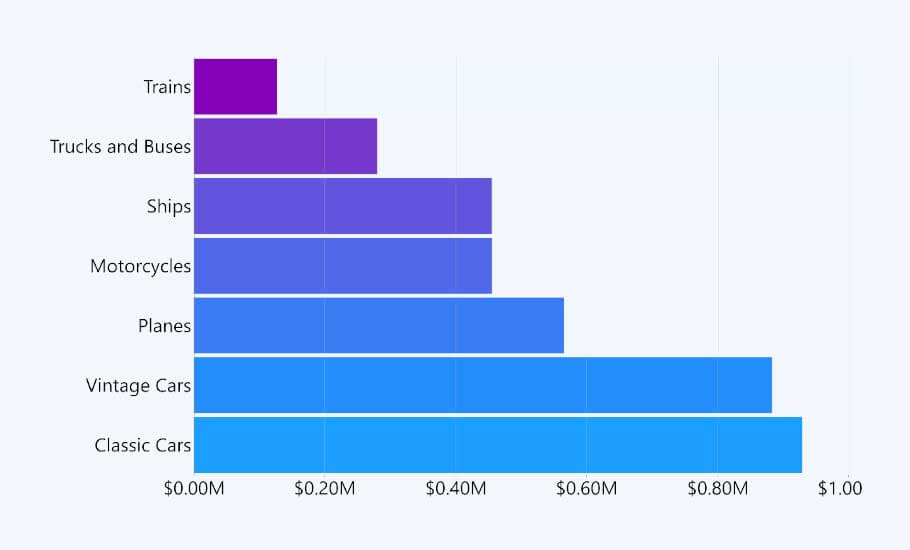 Trains
Trucks and Buses
Ships
Motorcycles
Planes
Vintage Cars
Classic Cars
$0.00M $0.20M $0.40M $0.60M $0.80M $1.00